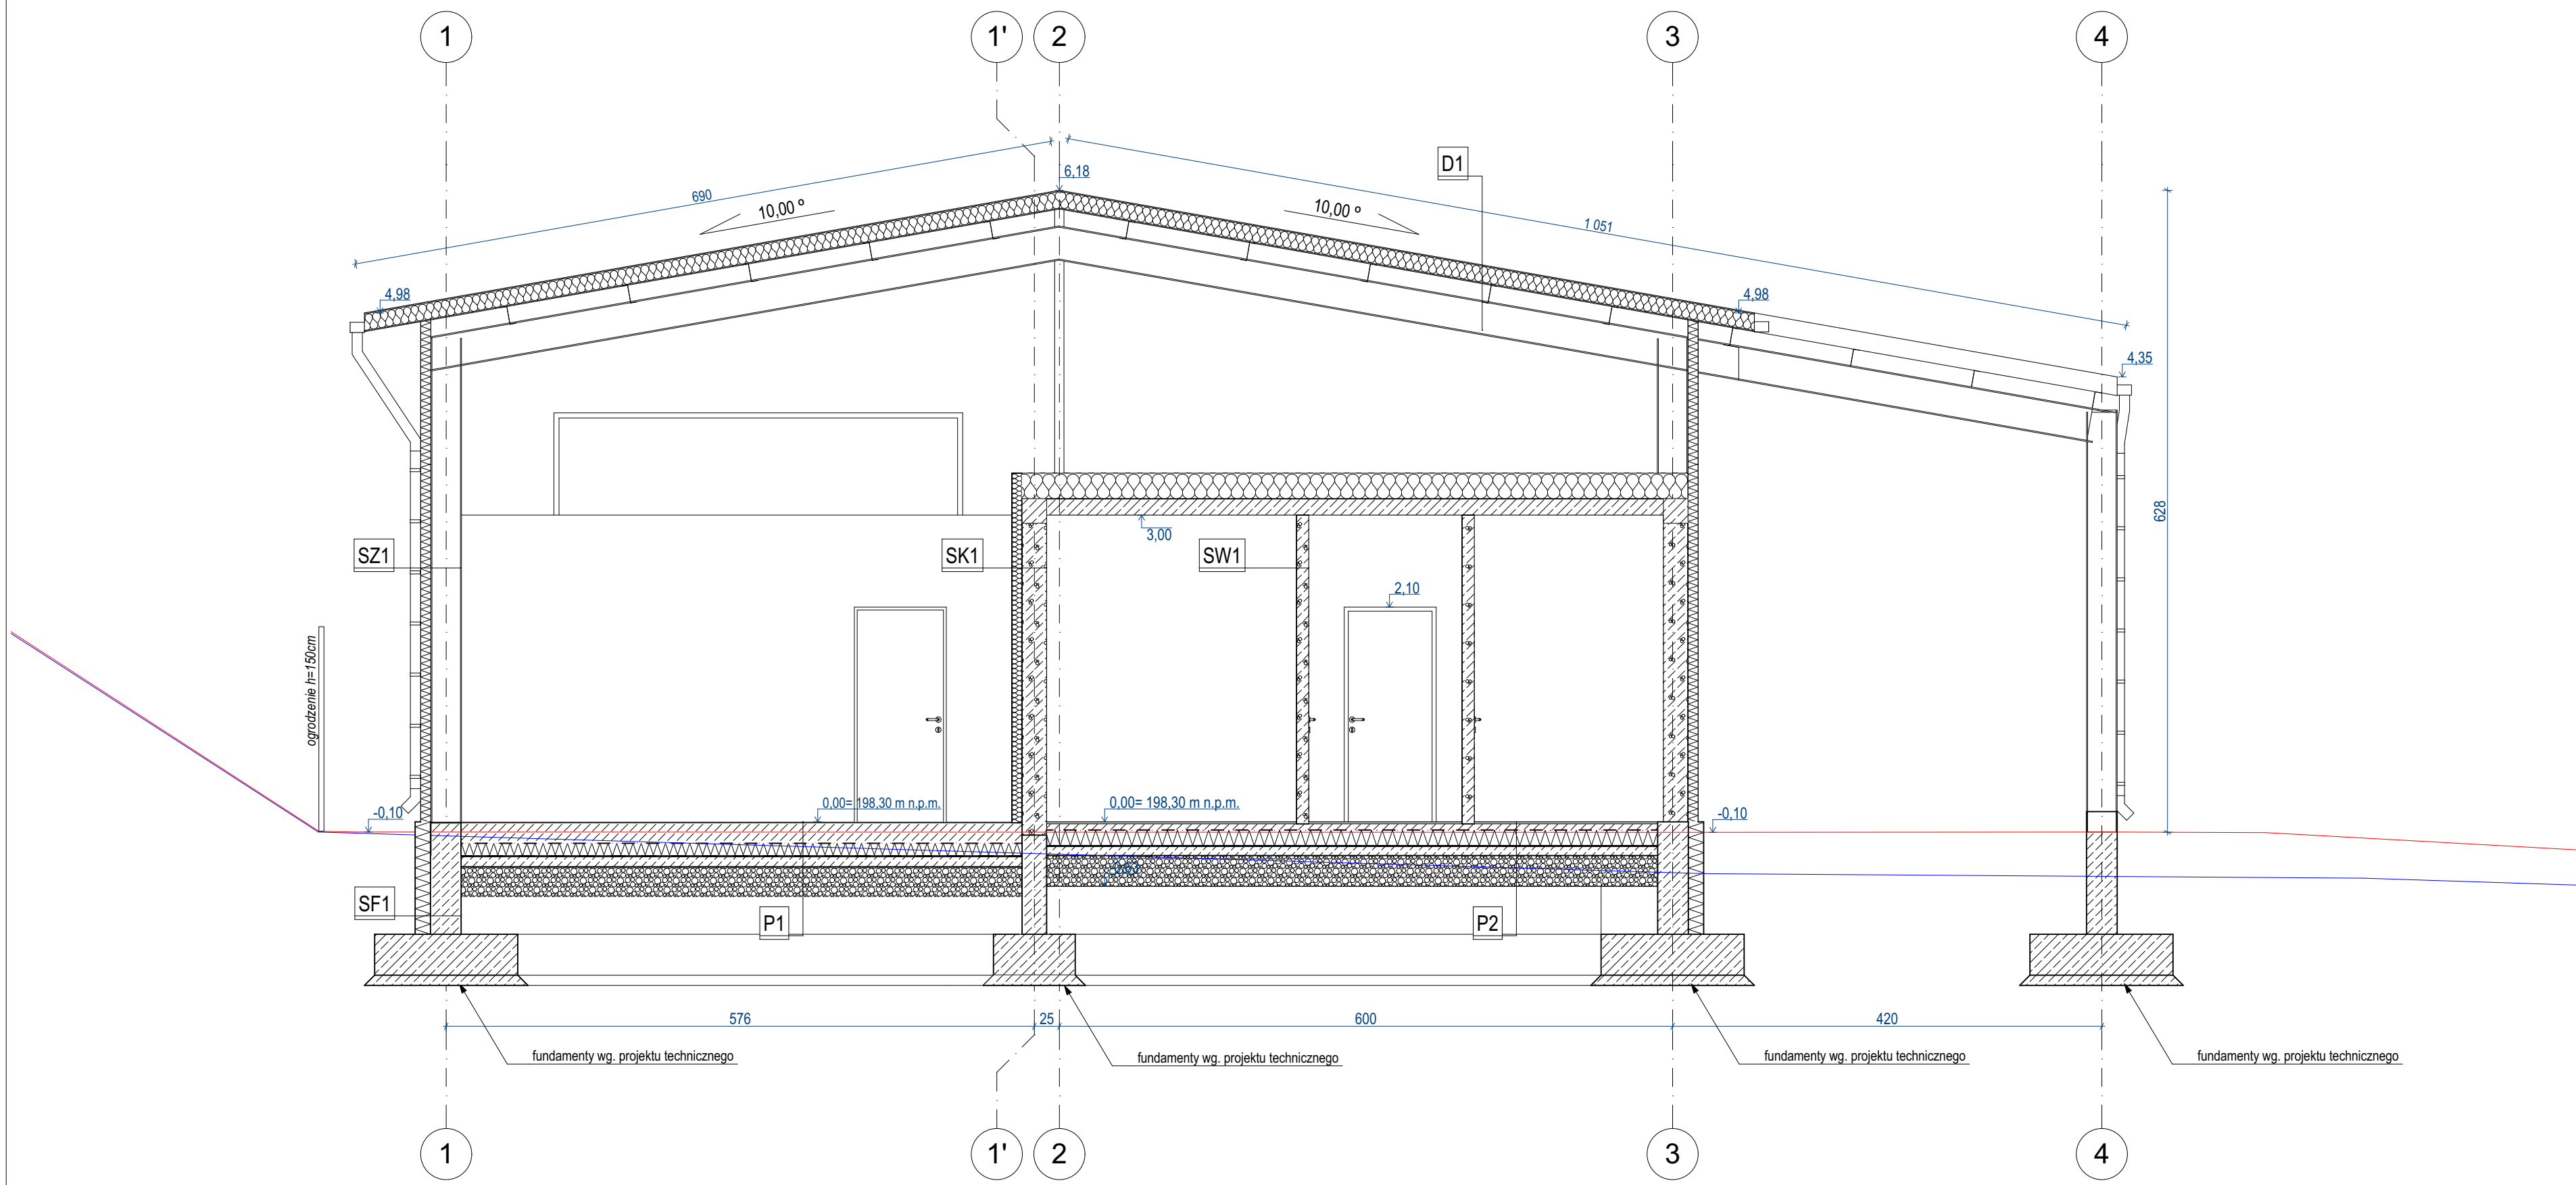 1
1'
2
3
4
D1
6,18
690
10,00 º
10,00 º
1 051
4,98
4,98
4,35
628
3,00
SZ1
SK1
SW1
2,10
ogrodzenie h=150cm
-0,10
0,00= 198,30 m n.p.m.
0,00= 198,30 m n.p.m.
-0,10
SF1
P1
P2
576
25
600
420
fundamenty wg. projektu technicznego
fundamenty wg. projektu technicznego
fundamenty wg. projektu technicznego
fundamenty wg. projektu technicznego
1
1'
2
3
4